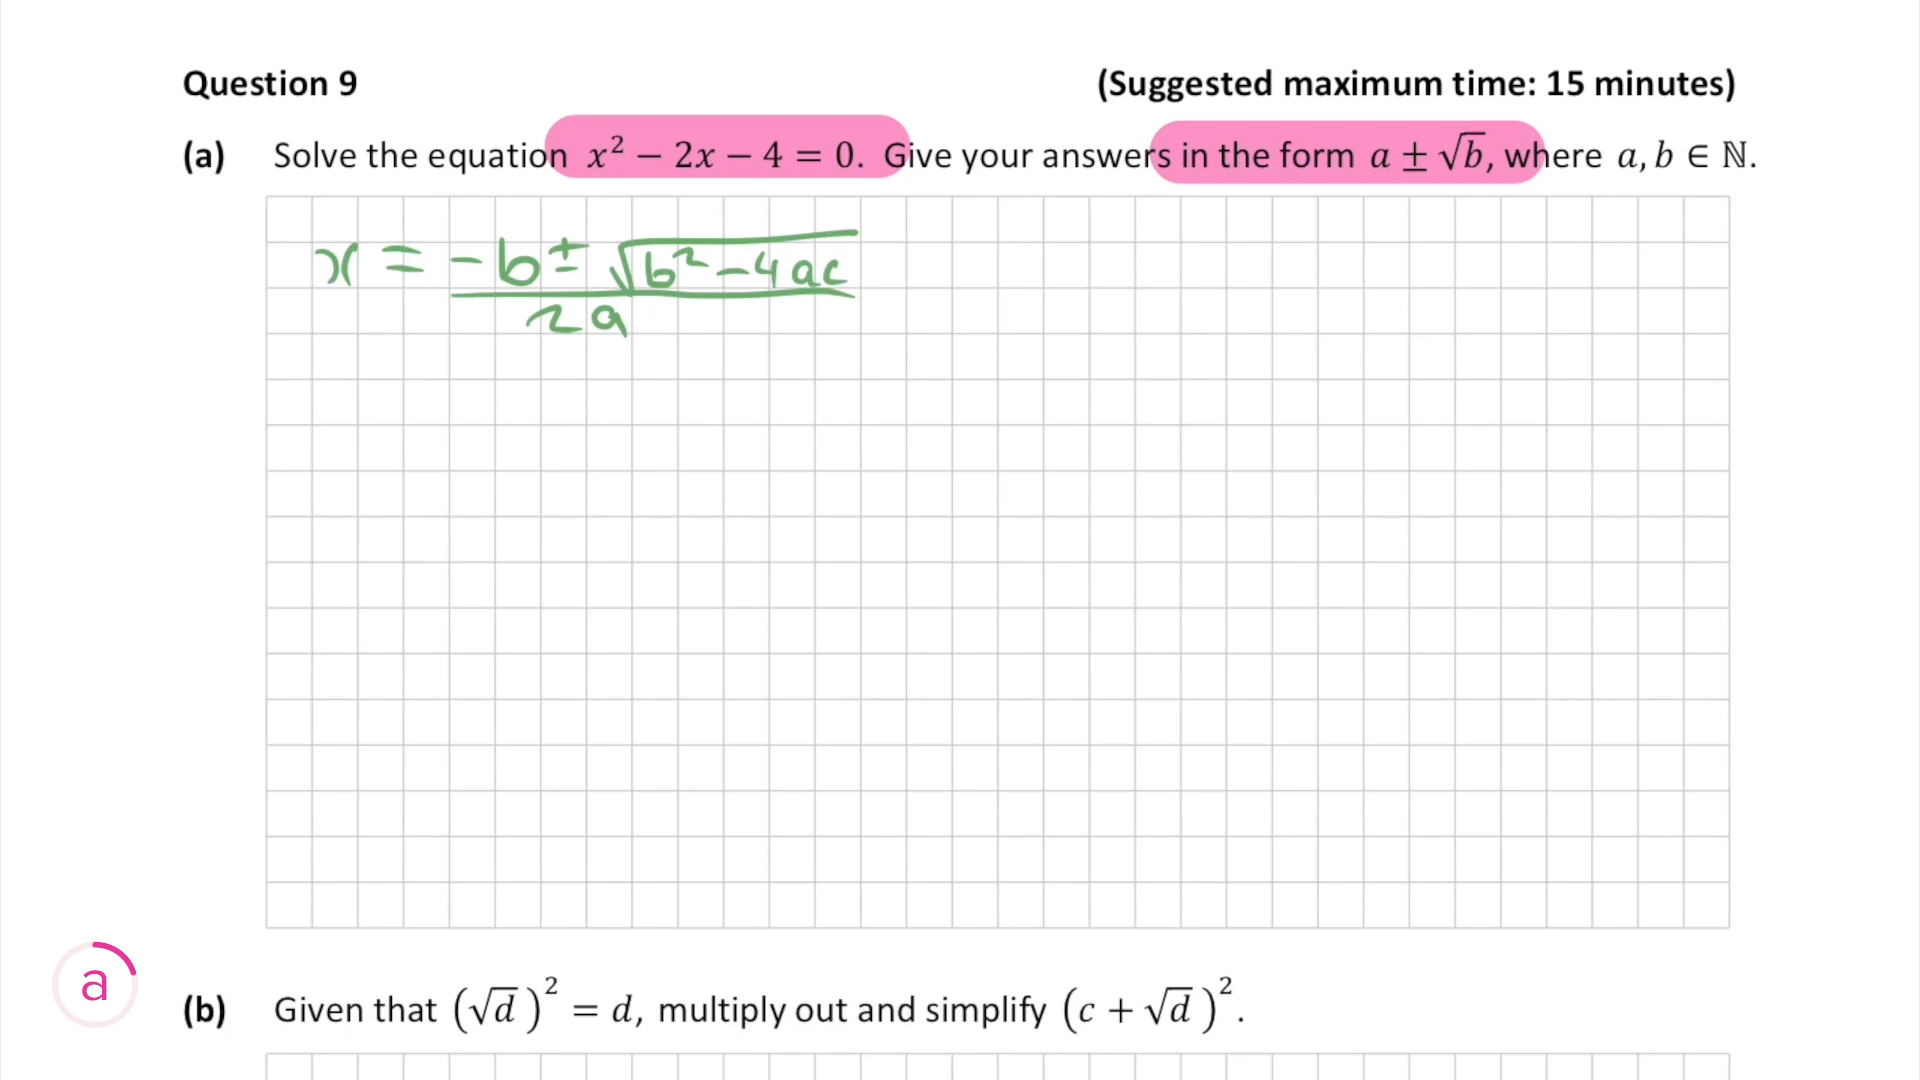 Question 9 (Suggested maximum time: 15 minutes)
(a) Solve the equation x² − 2x − 4 = 0. Give your answers in the form a ± √b, where a, b ∈ ℕ.
x = −b ± √(b² − 4ac)
2a
a
(b) Given that (√d)² = d, multiply out and simplify (c + √d)².